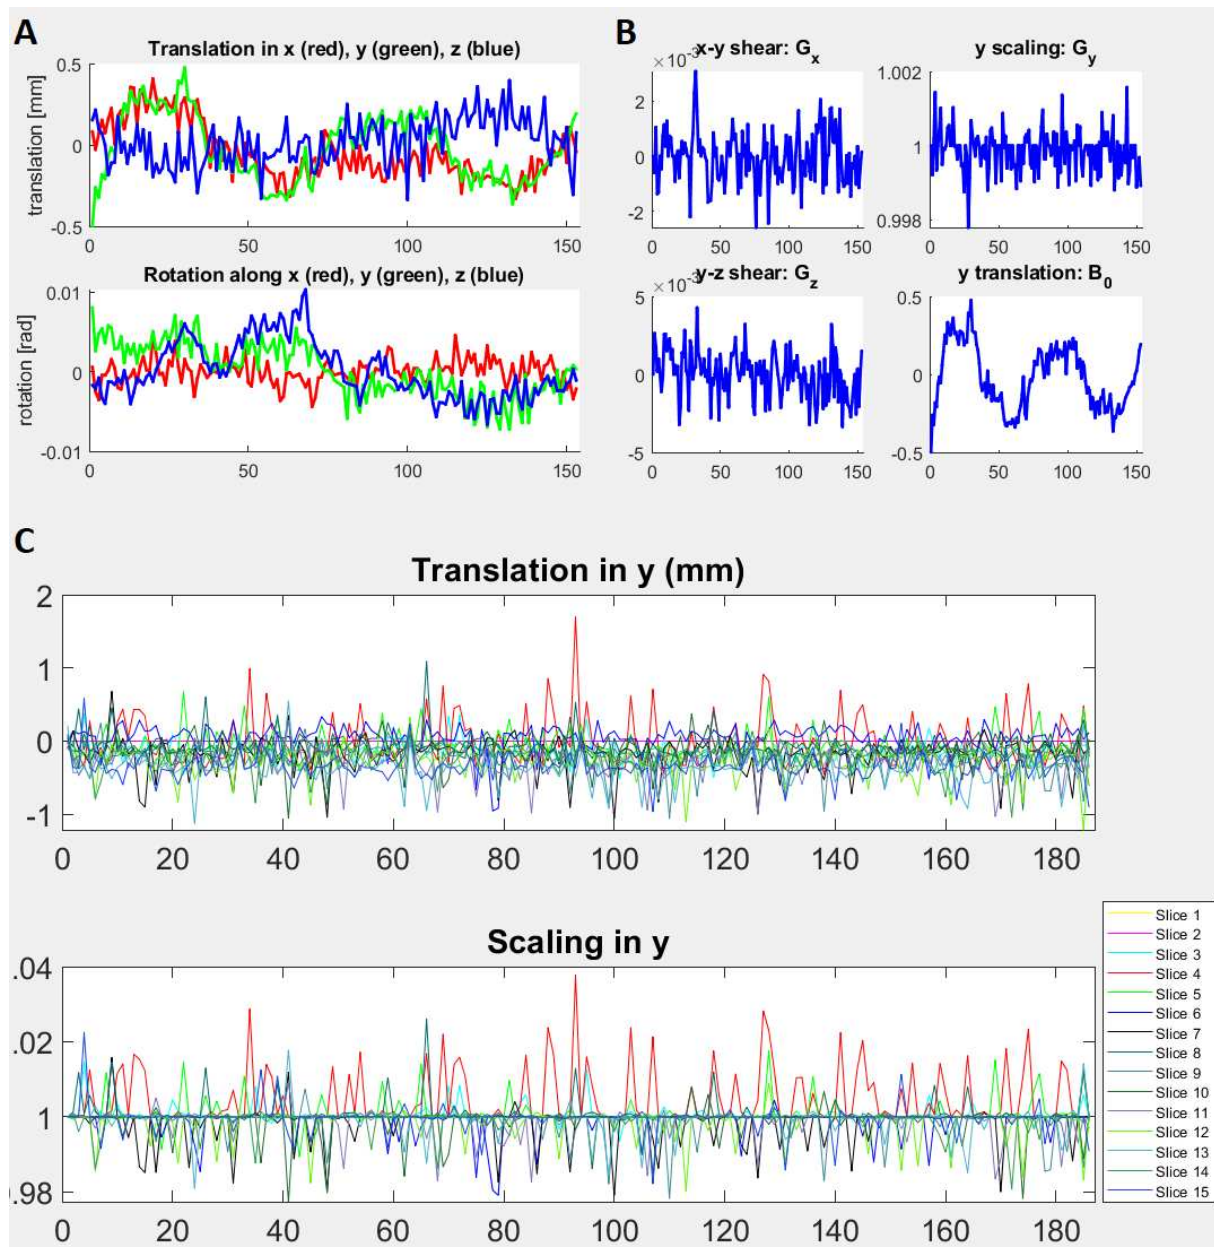 A
Translation in x (red), y (green), z (blue)
translation [mm]
0.5
0
-0.5
0
50
100
150
Rotation along x (red), y (green), z (blue)
rotation [rad]
0.01
0
-0.01
0
50
100
150
B
×10⁻³
x-y shear: Gₓ
2
0
-2
0
50
100
150
y scaling: G_y
1.002
1
0.998
0
50
100
150
×10⁻³
y-z shear: G_z
5
0
-5
0
50
100
150
y translation: B₀
0.5
0
-0.5
0
50
100
150
C
Translation in y (mm)
2
1
0
-1
0 20 40 60 80 100 120 140 160 180
Scaling in y
.04
.02
1
.98
0 20 40 60 80 100 120 140 160 180
Slice 1
Slice 2
Slice 3
Slice 4
Slice 5
Slice 6
Slice 7
Slice 8
Slice 9
Slice 10
Slice 11
Slice 12
Slice 13
Slice 14
Slice 15